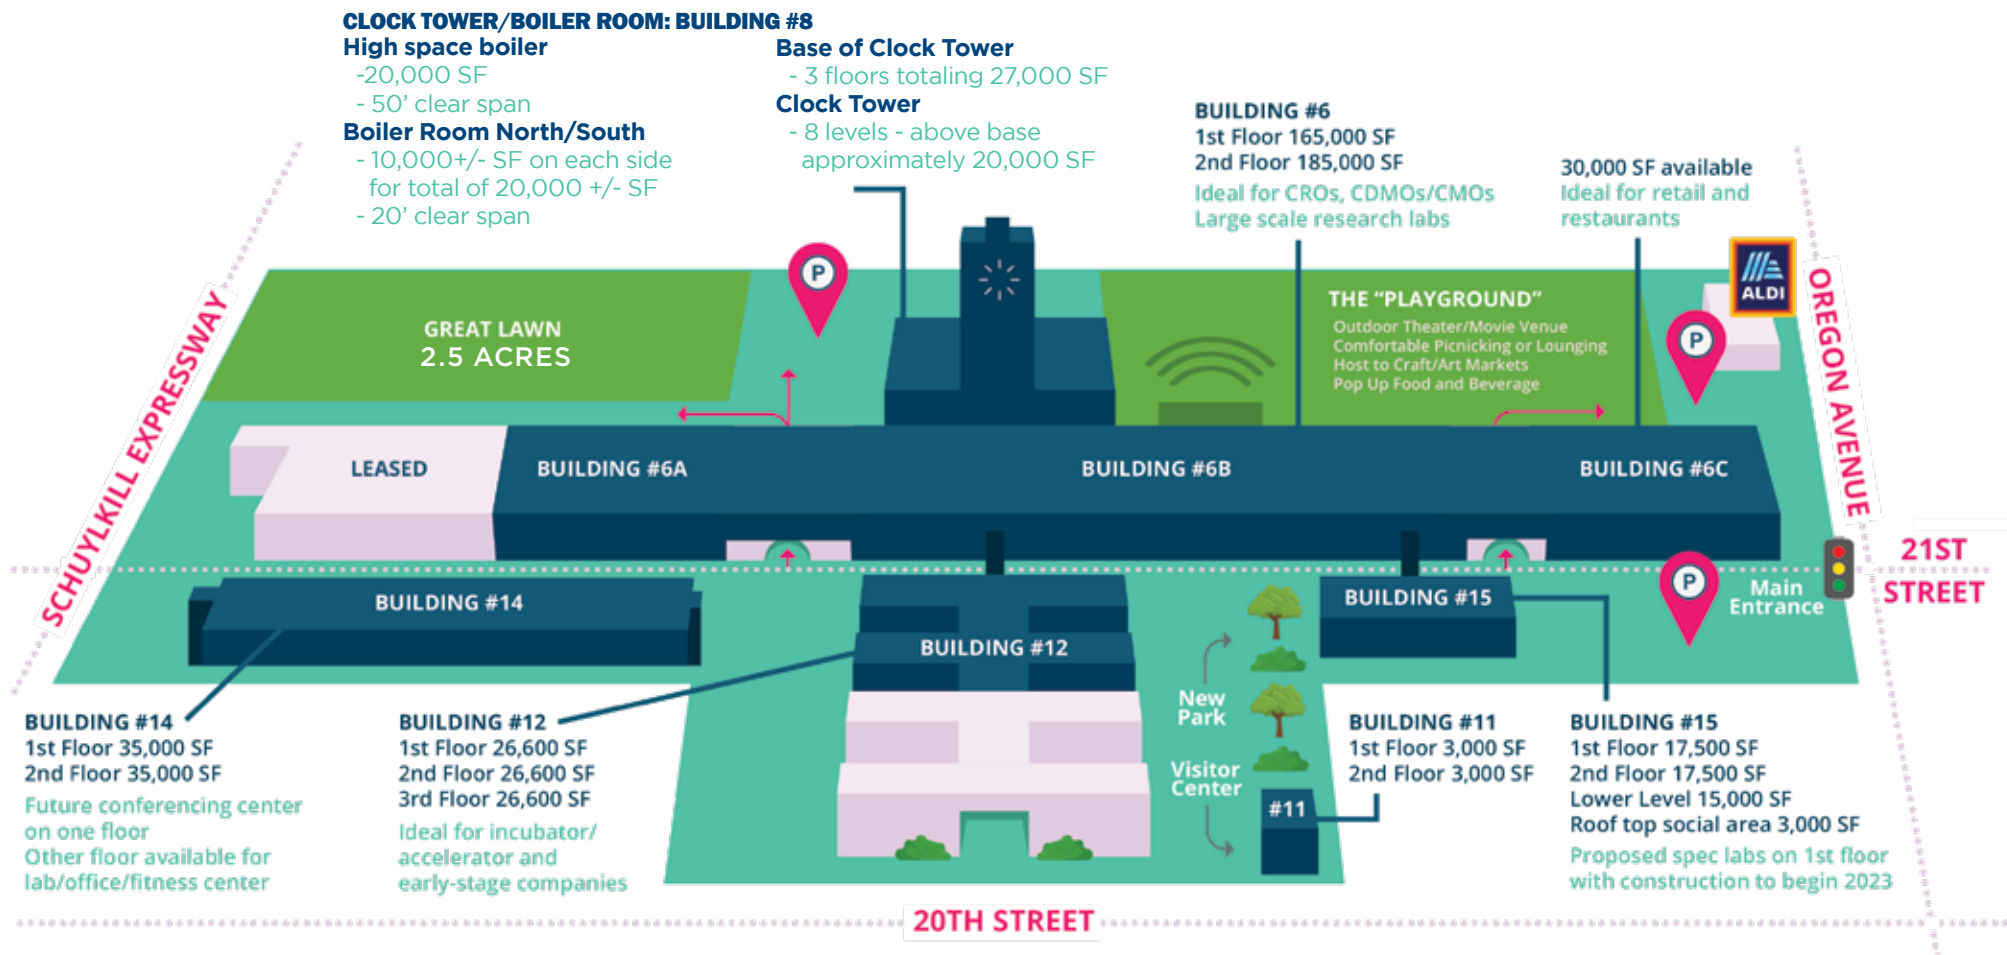 CLOCK TOWER/BOILER ROOM: BUILDING #8
High space boiler
-20,000 SF
- 50’ clear span
Boiler Room North/South
- 10,000+/- SF on each side
for total of 20,000 +/- SF
- 20’ clear span
Base of Clock Tower
- 3 floors totaling 27,000 SF
Clock Tower
- 8 levels - above base
approximately 20,000 SF
BUILDING #6
1st Floor 165,000 SF
2nd Floor 185,000 SF
Ideal for CROs, CDMOs/CMOs
Large scale research labs
30,000 SF available
Ideal for retail and
restaurants
P
ALDI
GREAT LAWN
2.5 ACRES
THE “PLAYGROUND”
Outdoor Theater/Movie Venue
Comfortable Picnicking or Lounging
Host to Craft/Art Markets
Pop Up Food and Beverage
P
SCHUYLKILL EXPRESSWAY
OREGON AVENUE
LEASED
BUILDING #6A
BUILDING #6B
BUILDING #6C
21ST
STREET
P
Main
Entrance
BUILDING #14
BUILDING #12
BUILDING #15
New
Park
Visitor
Center
#11
BUILDING #14
1st Floor 35,000 SF
2nd Floor 35,000 SF
Future conferencing center
on one floor
Other floor available for
lab/office/fitness center
BUILDING #12
1st Floor 26,600 SF
2nd Floor 26,600 SF
3rd Floor 26,600 SF
Ideal for incubator/
accelerator and
early-stage companies
BUILDING #11
1st Floor 3,000 SF
2nd Floor 3,000 SF
BUILDING #15
1st Floor 17,500 SF
2nd Floor 17,500 SF
Lower Level 15,000 SF
Roof top social area 3,000 SF
Proposed spec labs on 1st floor
with construction to begin 2023
20TH STREET